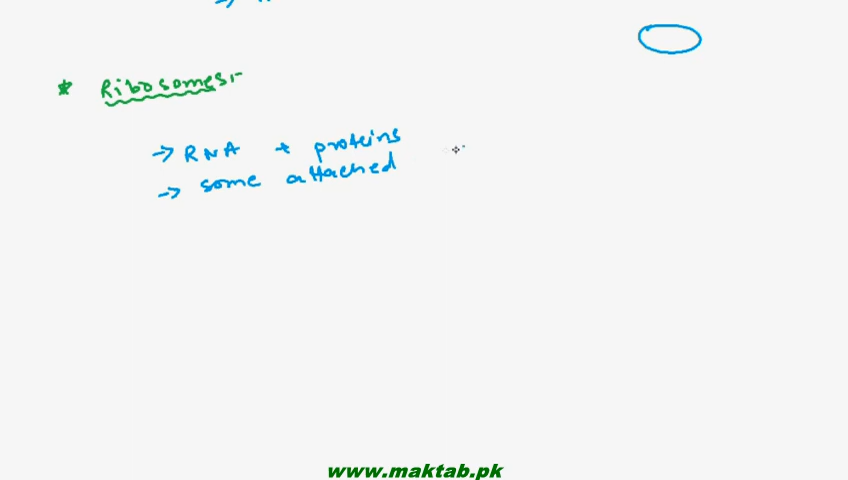 * Ribosomes:-
→ RNA + proteins
→ some attached
www.maktab.pk